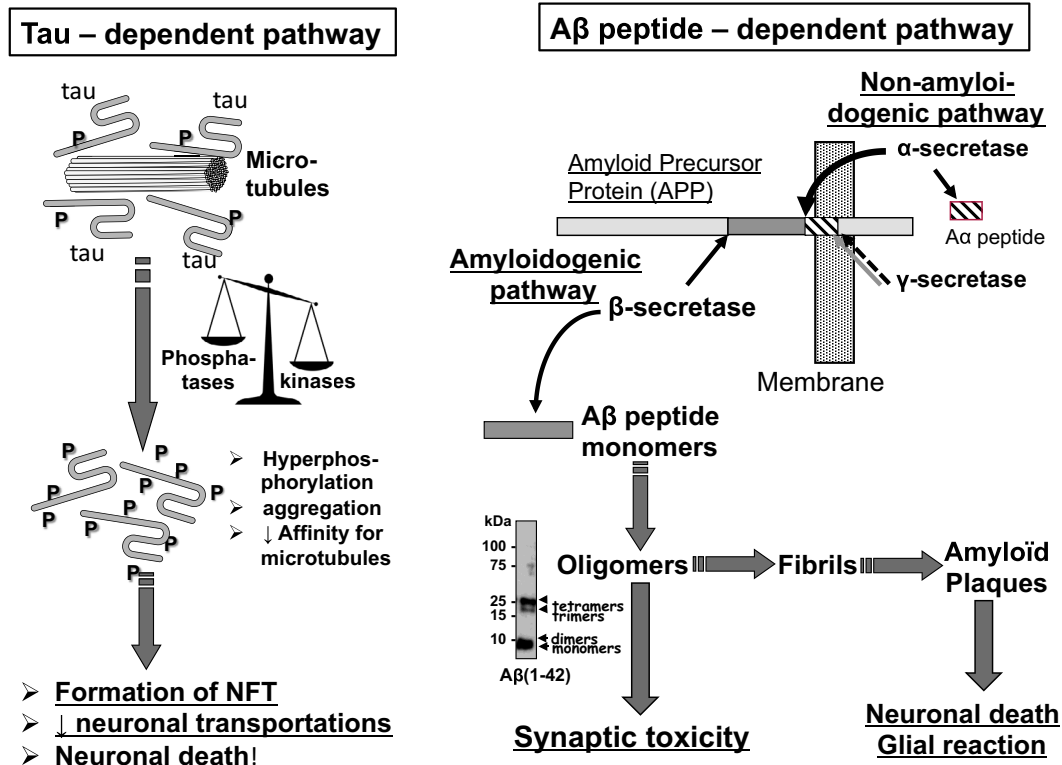 Tau – dependent pathway
tau
tau
P
P
Micro-
tubules
P
P
tau
tau
Phospha-
tases
kinases
P
P
P
P
P
P
P
P
P
P
P
➢ Hyperphos-
phorylation
➢ aggregation
➢ ↓ Affinity for
microtubules
➢ Formation of NFT
➢ ↓ neuronal transportations
➢ Neuronal death!
Aβ peptide – dependent pathway
Non-amyloi-
dogenic pathway
α-secretase
Amyloid Precursor
Protein (APP)
Aα peptide
Amyloidogenic
pathway
γ-secretase
β-secretase
Membrane
Aβ peptide
monomers
kDa
100
75
25
15
10
tetramers
trimers
dimers
monomers
Aβ(1-42)
Oligomers
Fibrils
Amyloïd
Plaques
Synaptic toxicity
Neuronal death
Glial reaction